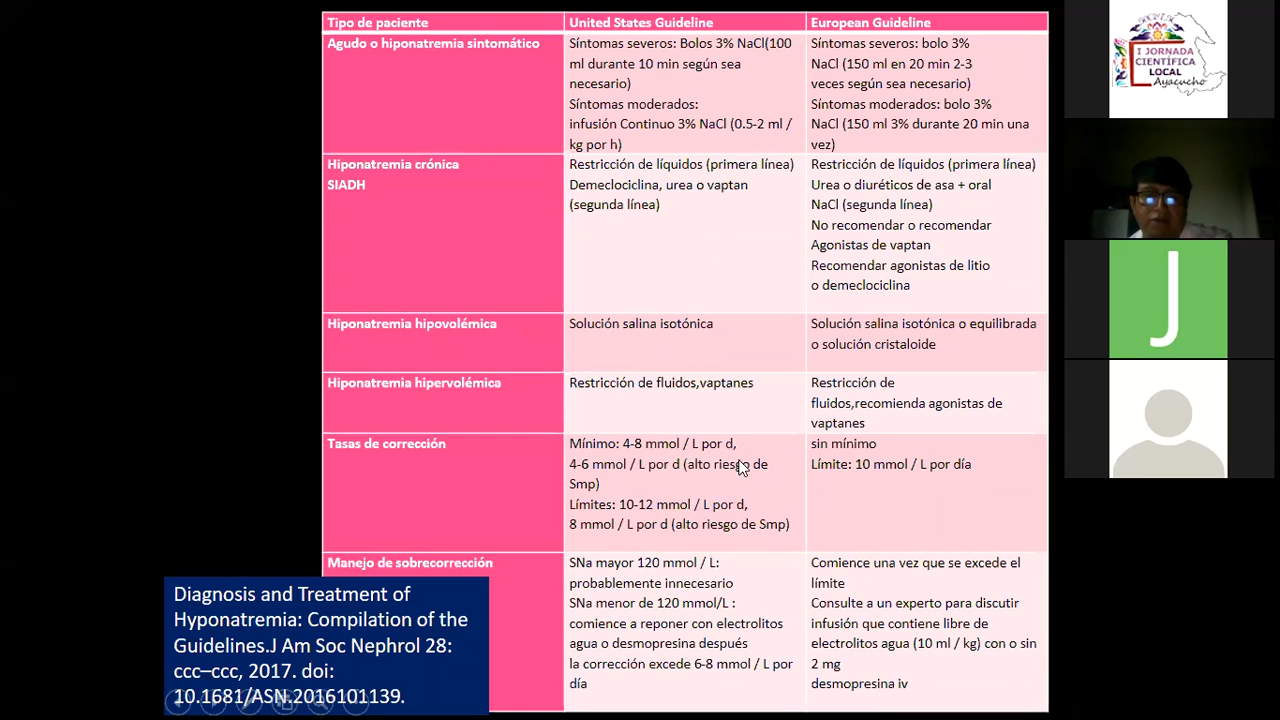 Tipo de paciente
United States Guideline
European Guideline
Agudo o hiponatremia sintomático
Síntomas severos: Bolos 3% NaCl(100
ml durante 10 min según sea
necesario)
Síntomas moderados:
infusión Continuo 3% NaCl (0.5-2 ml /
kg por h)
Síntomas severos: bolo 3%
NaCl (150 ml en 20 min 2-3
veces según sea necesario)
Síntomas moderados: bolo 3%
NaCl (150 ml 3% durante 20 min una
vez)
Hiponatremia crónica
SIADH
Restricción de líquidos (primera línea)
Demeclociclina, urea o vaptan
(segunda línea)
Restricción de líquidos (primera línea)
Urea o diuréticos de asa + oral
NaCl (segunda línea)
No recomendar o recomendar
Agonistas de vaptan
Recomendar agonistas de litio
o demeclociclina
Hiponatremia hipovolémica
Solución salina isotónica
Solución salina isotónica o equilibrada
o solución cristaloide
Hiponatremia hipervolémica
Restricción de fluidos,vaptanes
Restricción de
fluidos,recomienda agonistas de
vaptanes
Tasas de corrección
Mínimo: 4-8 mmol / L por d,
4-6 mmol / L por d (alto riesgo de
Smp)
Límites: 10-12 mmol / L por d,
8 mmol / L por d (alto riesgo de Smp)
sin mínimo
Límite: 10 mmol / L por día
Manejo de sobrecorrección
SNa mayor 120 mmol / L:
probablemente innecesario
SNa menor de 120 mmol/L :
comience a reponer con electrolitos
agua o desmopresina después
la corrección excede 6-8 mmol / L por
día
Comience una vez que se excede el
límite
Consulte a un experto para discutir
infusión que contiene libre de
electrolitos agua (10 ml / kg) con o sin
2 mg
desmopresina iv
Diagnosis and Treatment of
Hyponatremia: Compilation of the
Guidelines.J Am Soc Nephrol 28:
ccc–ccc, 2017. doi:
10.1681/ASN.2016101139.
I JORNADA
CIENTÍFICA
LOCAL
Ayacucho
J